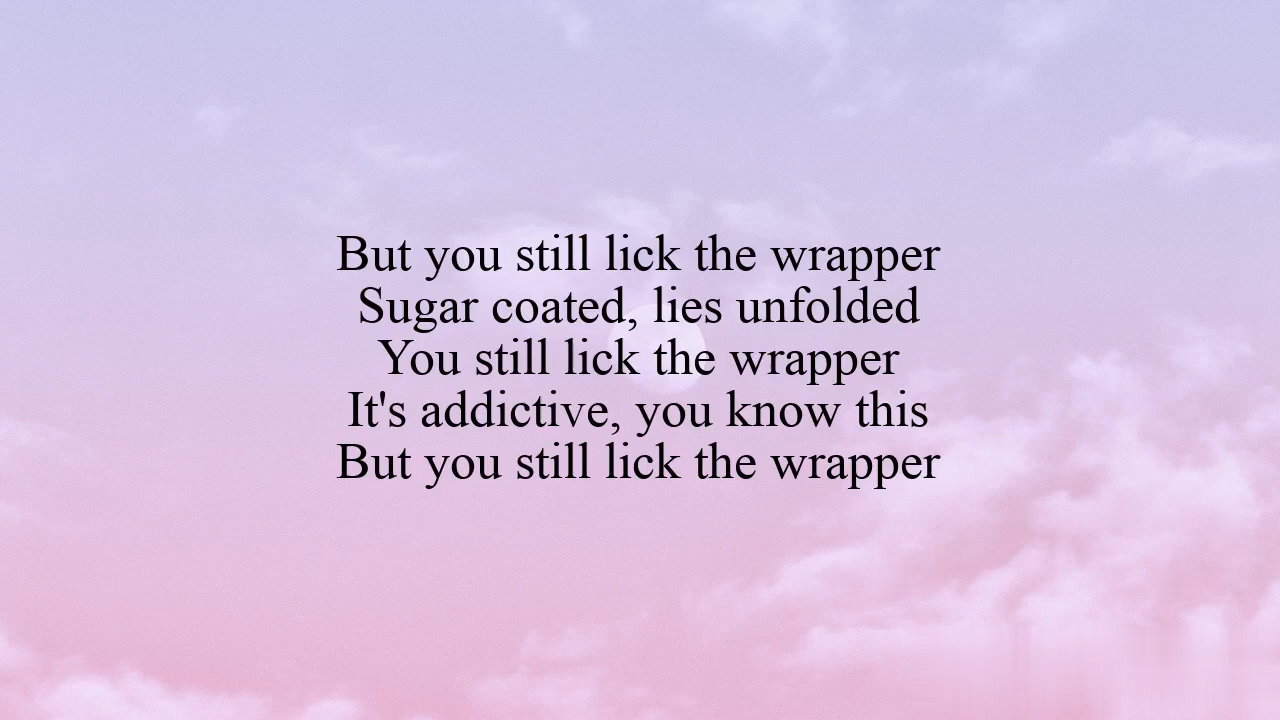 But you still lick the wrapper
Sugar coated, lies unfolded
You still lick the wrapper
It's addictive, you know this
But you still lick the wrapper